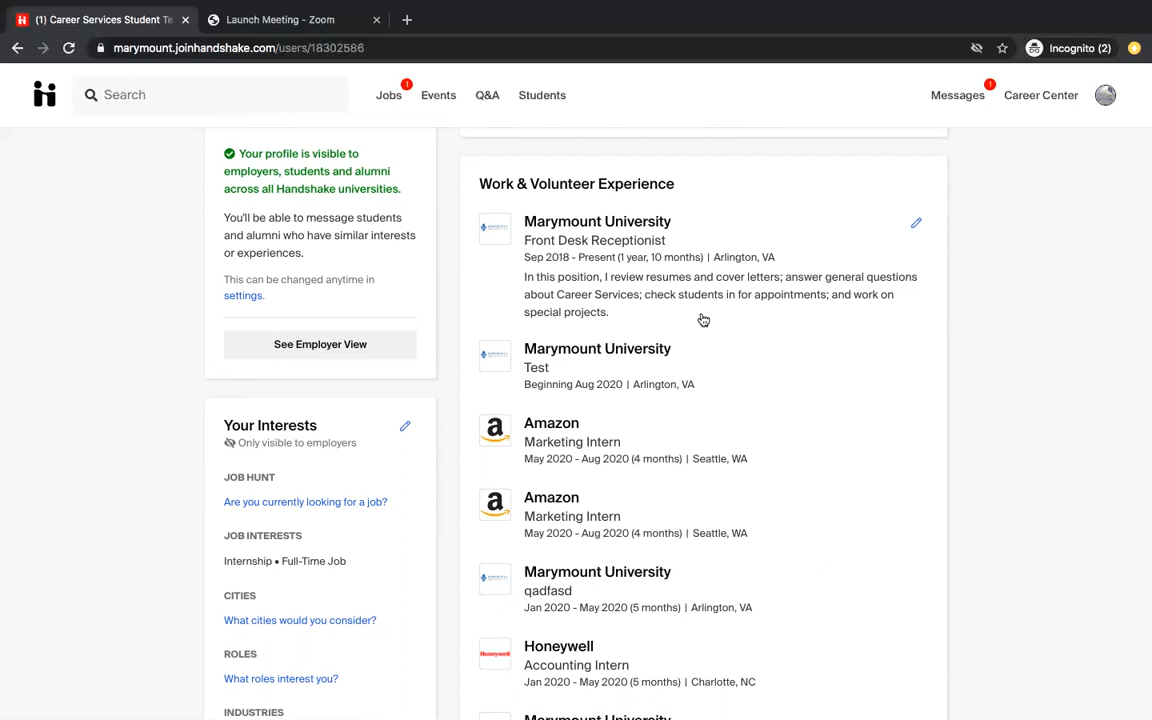 (1) Career Services Student Te
Launch Meeting - Zoom
marymount.joinhandshake.com/users/18302586
Incognito (2)
Search
Jobs
1
Events
Q&A
Students
Messages
1
Career Center
Your profile is visible to
employers, students and alumni
across all Handshake universities.
You'll be able to message students
and alumni who have similar interests
or experiences.
This can be changed anytime in
settings.
See Employer View
Your Interests
Only visible to employers
JOB HUNT
Are you currently looking for a job?
JOB INTERESTS
Internship • Full-Time Job
CITIES
What cities would you consider?
ROLES
What roles interest you?
INDUSTRIES
Work & Volunteer Experience
Marymount University
Front Desk Receptionist
Sep 2018 - Present (1 year, 10 months) | Arlington, VA
In this position, I review resumes and cover letters; answer general questions
about Career Services; check students in for appointments; and work on
special projects.
Marymount University
Test
Beginning Aug 2020 | Arlington, VA
Amazon
Marketing Intern
May 2020 - Aug 2020 (4 months) | Seattle, WA
Amazon
Marketing Intern
May 2020 - Aug 2020 (4 months) | Seattle, WA
Marymount University
qadfasd
Jan 2020 - May 2020 (5 months) | Arlington, VA
Honeywell
Honeywell
Accounting Intern
Jan 2020 - May 2020 (5 months) | Charlotte, NC
Marymount University